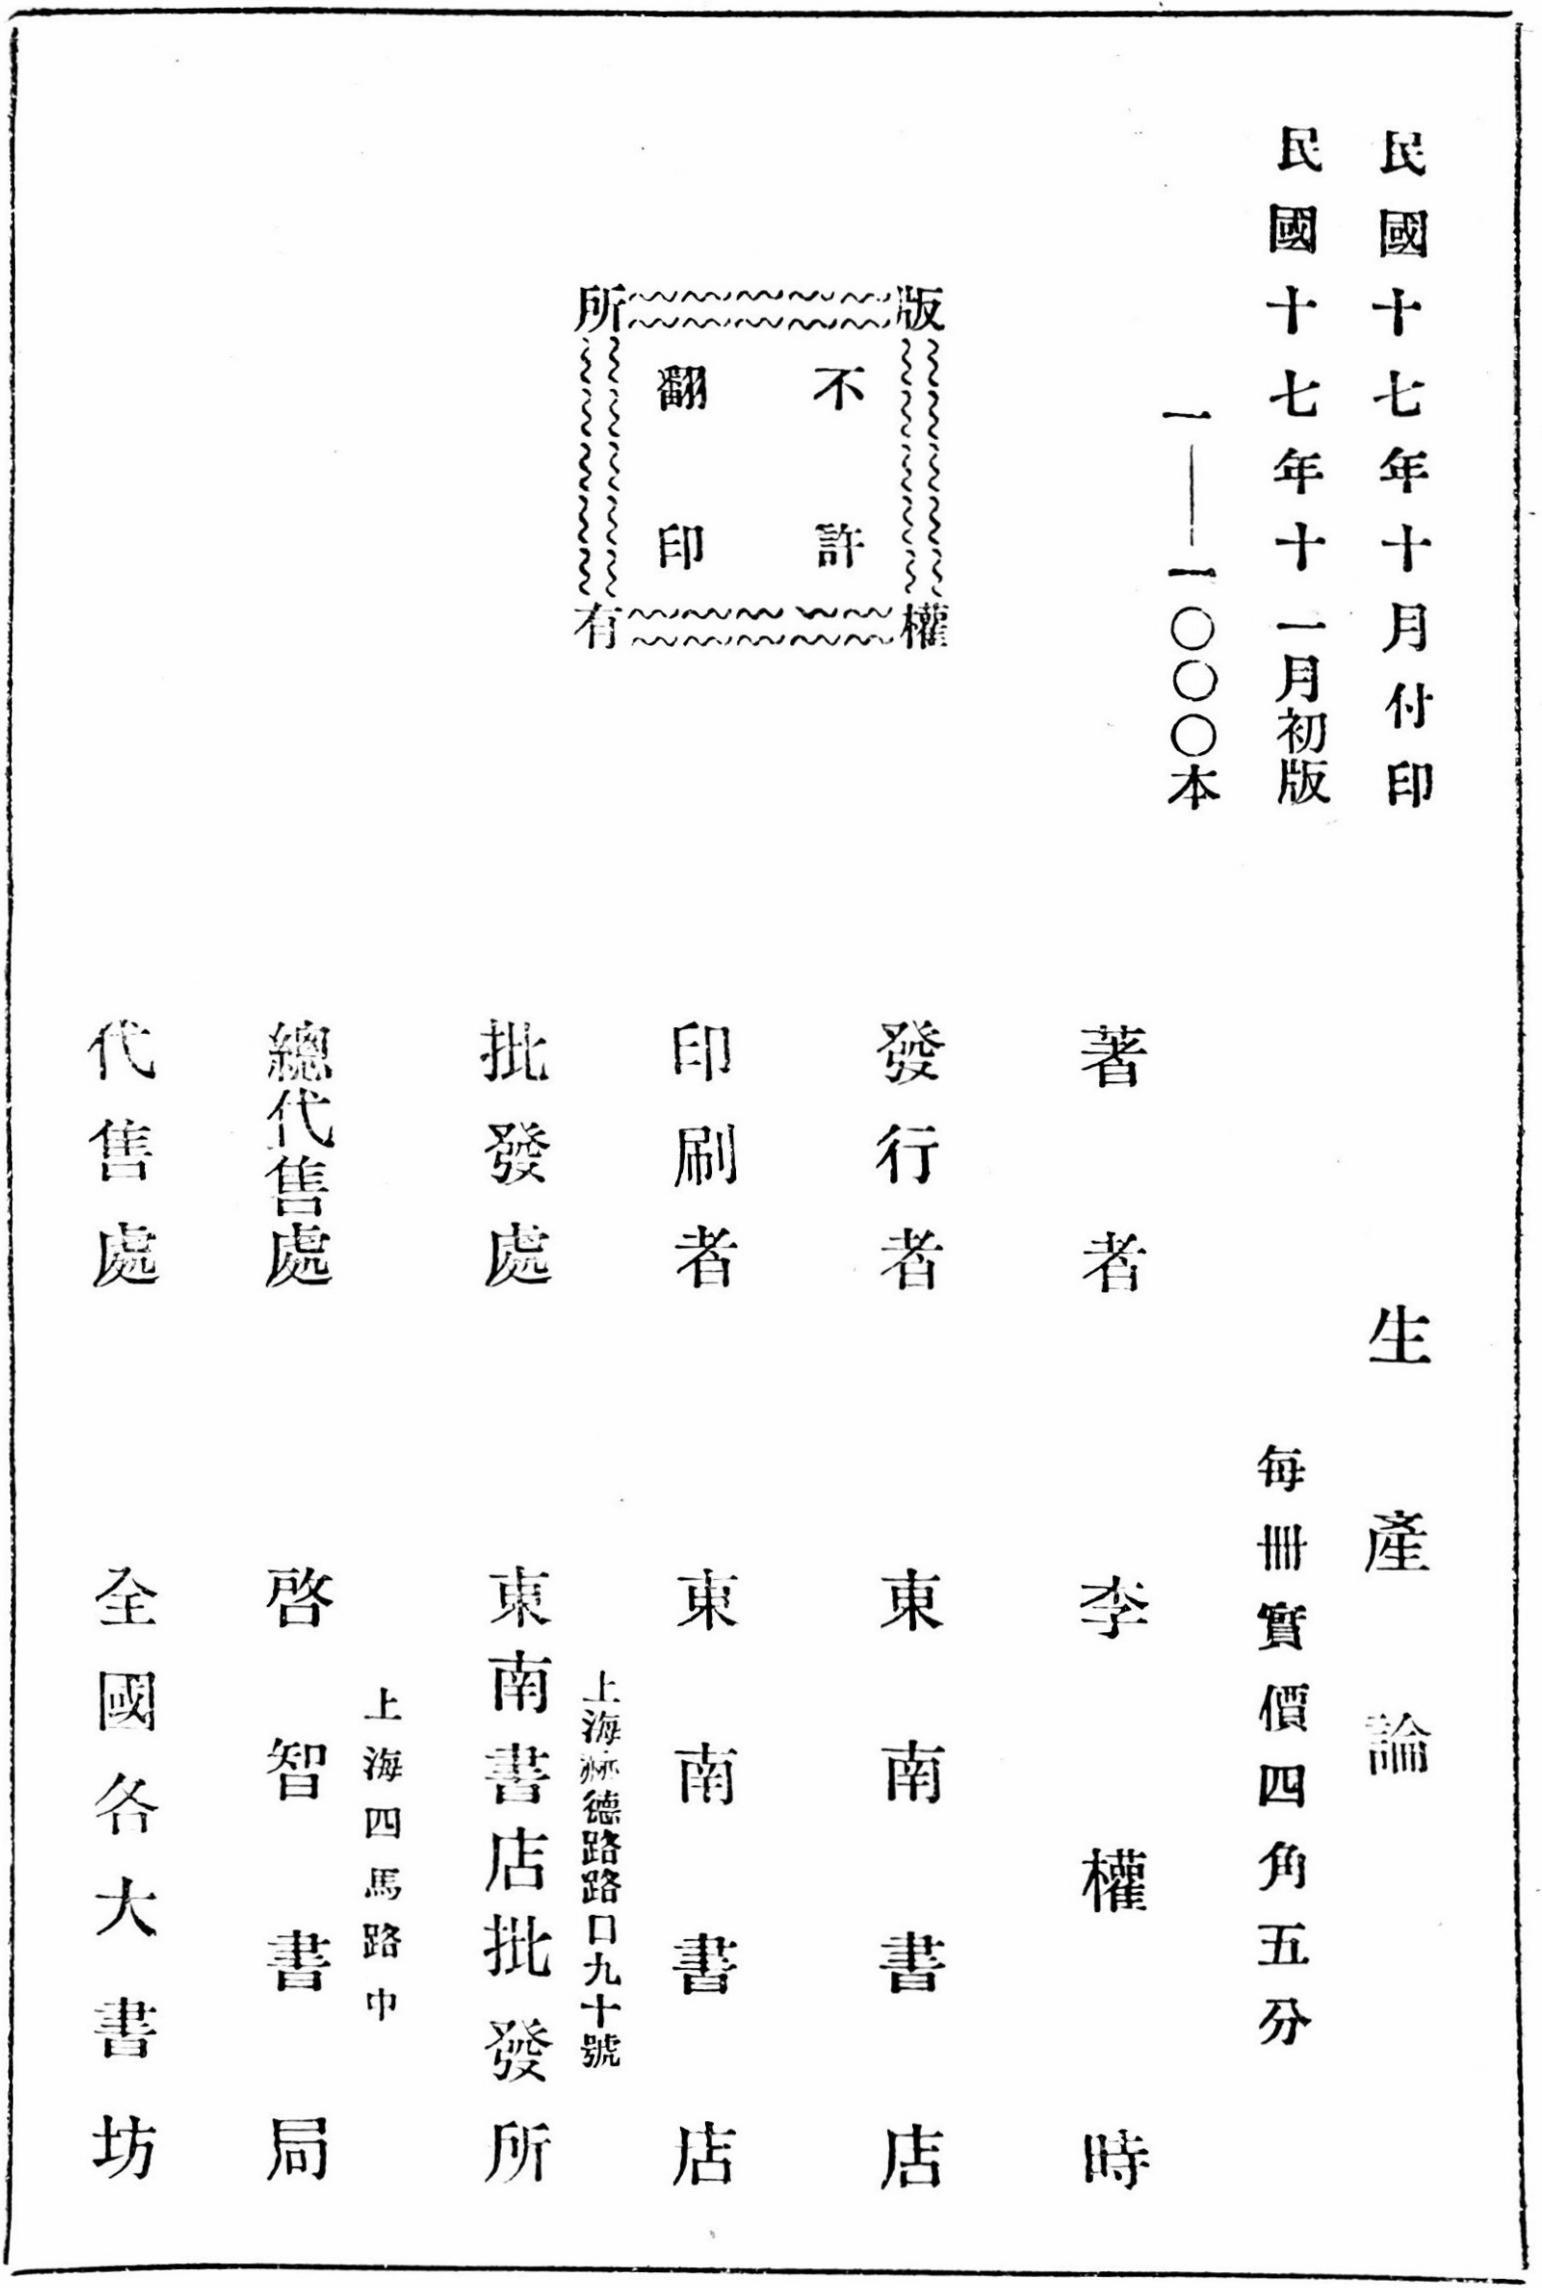 民國十七年十月付印
民國十七年十一月初版
一——一〇〇〇本
版權所有
不許
翻印
生產論
每冊實價四角五分
著者 李權時
發行者 東南書店
印刷者 東南書店
上海赫德路路口九十號
批發處 東南書店批發所
上海四馬路中
總代售處 啓智書局
代售處 全國各大書坊